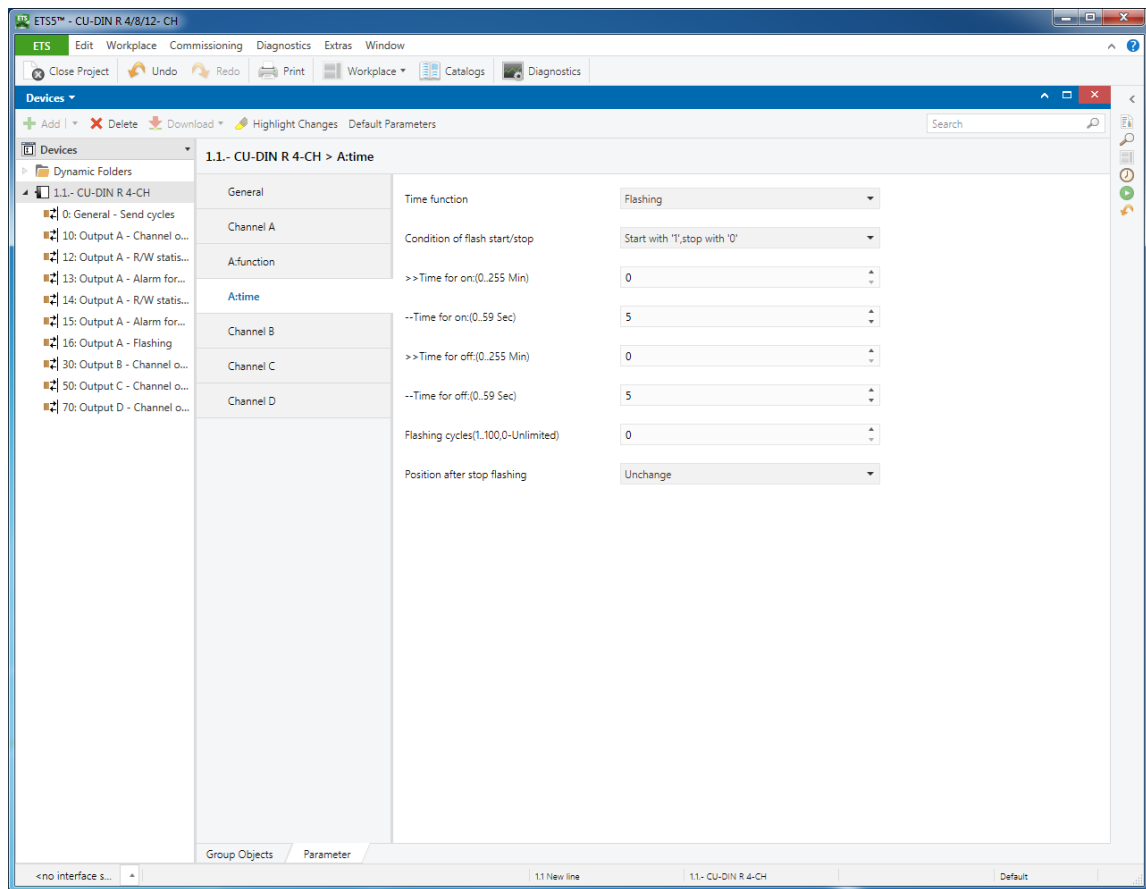 ETS5™ - CU-DIN R 4/8/12- CH
ETS Edit Workplace Commissioning Diagnostics Extras Window
Close Project Undo Redo Print Workplace Catalogs Diagnostics
Devices
Add Delete Download Highlight Changes Default Parameters Search
Devices
Dynamic Folders
1.1.- CU-DIN R 4-CH
0: General - Send cycles
10: Output A - Channel o...
12: Output A - R/W statis...
13: Output A - Alarm for...
14: Output A - R/W statis...
15: Output A - Alarm for...
16: Output A - Flashing
30: Output B - Channel o...
50: Output C - Channel o...
70: Output D - Channel o...
1.1.- CU-DIN R 4-CH > A:time
General
Channel A
A:function
A:time
Channel B
Channel C
Channel D
Time function Flashing
Condition of flash start/stop Start with '1',stop with '0'
>>Time for on:(0..255 Min) 0
--Time for on:(0..59 Sec) 5
>>Time for off:(0..255 Min) 0
--Time for off:(0..59 Sec) 5
Flashing cycles(1..100,0-Unlimited) 0
Position after stop flashing Unchange
Group Objects Parameter
<no interface s... 1.1 New line 1.1.- CU-DIN R 4-CH Default